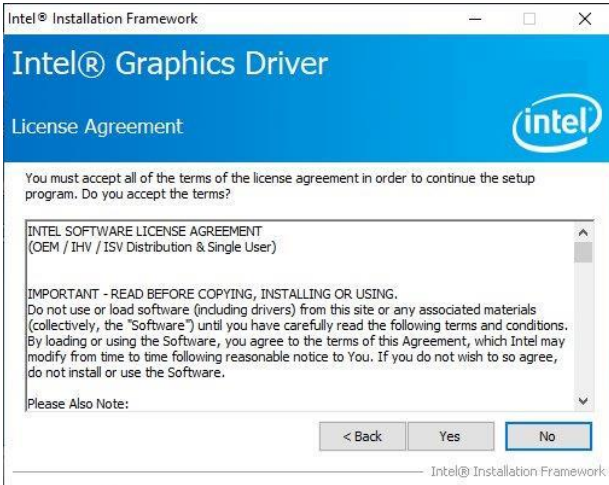 Intel® Installation Framework
Intel® Graphics Driver
License Agreement
intel
You must accept all of the terms of the license agreement in order to continue the setup
program. Do you accept the terms?
INTEL SOFTWARE LICENSE AGREEMENT
(OEM / IHV / ISV Distribution & Single User)
IMPORTANT - READ BEFORE COPYING, INSTALLING OR USING.
Do not use or load software (including drivers) from this site or any associated materials
(collectively, the "Software") until you have carefully read the following terms and conditions.
By loading or using the Software, you agree to the terms of this Agreement, which Intel may
modify from time to time following reasonable notice to You. If you do not wish to so agree,
do not install or use the Software.
Please Also Note:
< Back Yes No
Intel® Installation Framework